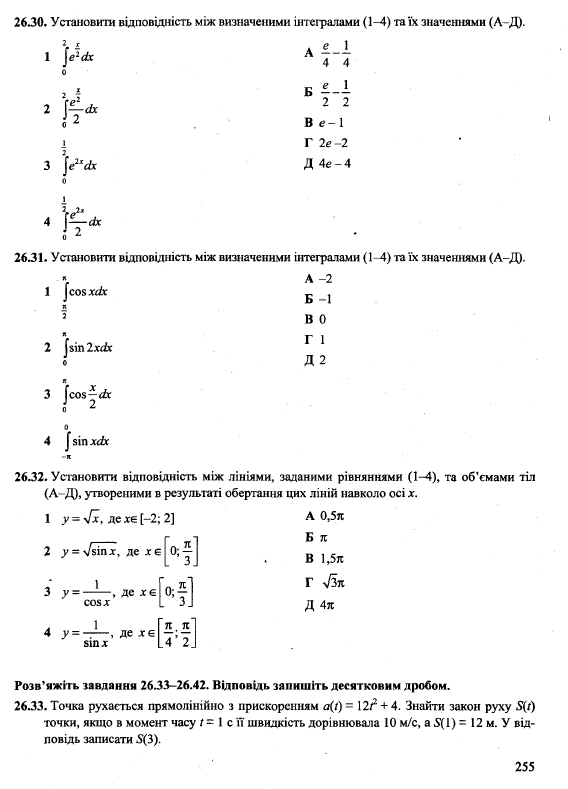 26.30. Установити відповідність між визначеними інтегралами (1–4) та їх значеннями (А–Д).
1 ∫₀² e^(x/2) dx
2 ∫₀² e^(x/2)/2 dx
3 ∫₀^(1/2) e^(2x) dx
4 ∫₀^(1/2) e^(2x)/2 dx
А e/4 − 1/4
Б e/2 − 1/2
В e − 1
Г 2e − 2
Д 4e − 4
26.31. Установити відповідність між визначеними інтегралами (1–4) та їх значеннями (А–Д).
1 ∫_(π/2)^π cos xdx
2 ∫₀^π sin 2xdx
3 ∫₀^π cos x/2 dx
4 ∫_(−π)^0 sin xdx
А −2
Б −1
В 0
Г 1
Д 2
26.32. Установити відповідність між лініями, заданими рівняннями (1–4), та об’ємами тіл
(А–Д), утвореними в результаті обертання цих ліній навколо осі x.
1 y = √x, де x∈[−2; 2]
2 y = √sin x, де x∈[0; π/3]
3 y = 1/cos x, де x∈[0; π/3]
4 y = 1/sin x, де x∈[π/4; π/2]
А 0,5π
Б π
В 1,5π
Г √3π
Д 4π
Розв’яжіть завдання 26.33–26.42. Відповідь запишіть десятковим дробом.
26.33. Точка рухається прямолінійно з прискоренням a(t) = 12t² + 4. Знайти закон руху S(t)
точки, якщо в момент часу t = 1 с її швидкість дорівнювала 10 м/с, а S(1) = 12 м. У від-
повідь записати S(3).
255